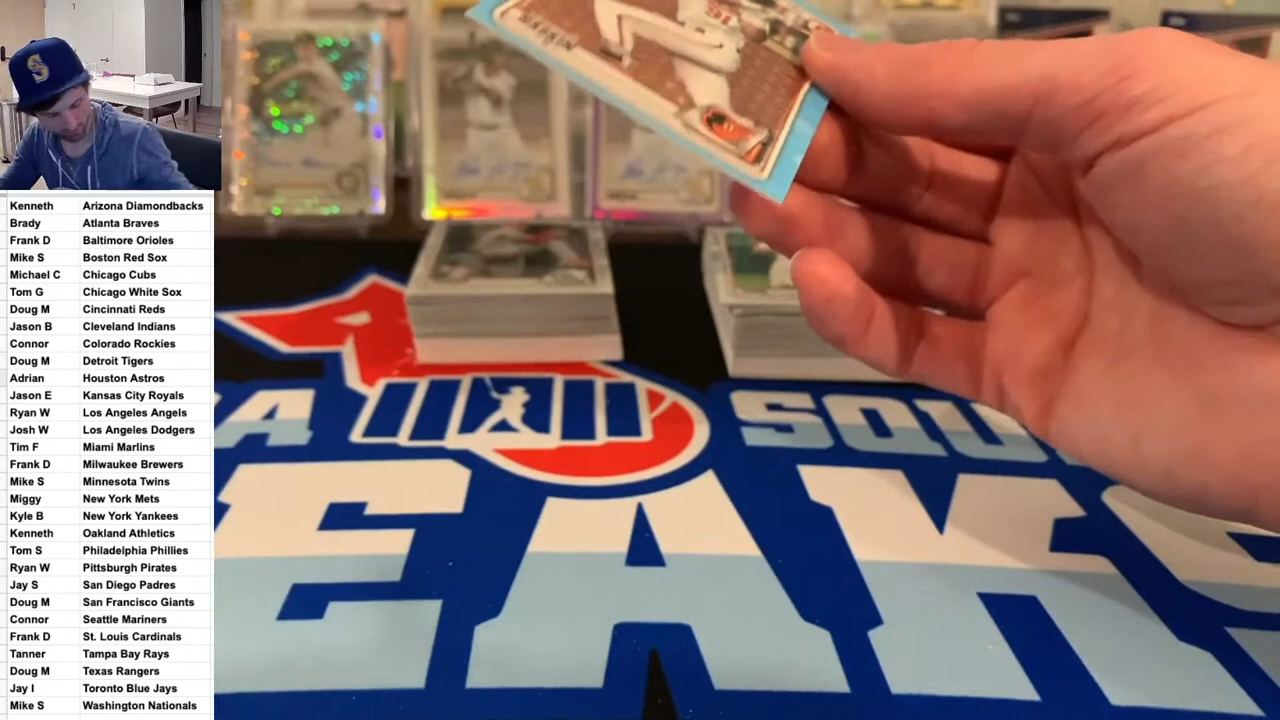 S
Kenneth Arizona Diamondbacks
Brady Atlanta Braves
Frank D Baltimore Orioles
Mike S Boston Red Sox
Michael C Chicago Cubs
Tom G Chicago White Sox
Doug M Cincinnati Reds
Jason B Cleveland Indians
Connor Colorado Rockies
Doug M Detroit Tigers
Adrian Houston Astros
Jason E Kansas City Royals
Ryan W Los Angeles Angels
Josh W Los Angeles Dodgers
Tim F Miami Marlins
Frank D Milwaukee Brewers
Mike S Minnesota Twins
Miggy New York Mets
Kyle B New York Yankees
Kenneth Oakland Athletics
Tom S Philadelphia Phillies
Ryan W Pittsburgh Pirates
Jay S San Diego Padres
Doug M San Francisco Giants
Connor Seattle Mariners
Frank D St. Louis Cardinals
Tanner Tampa Bay Rays
Doug M Texas Rangers
Jay I Toronto Blue Jays
Mike S Washington Nationals
A SQU
EAKS